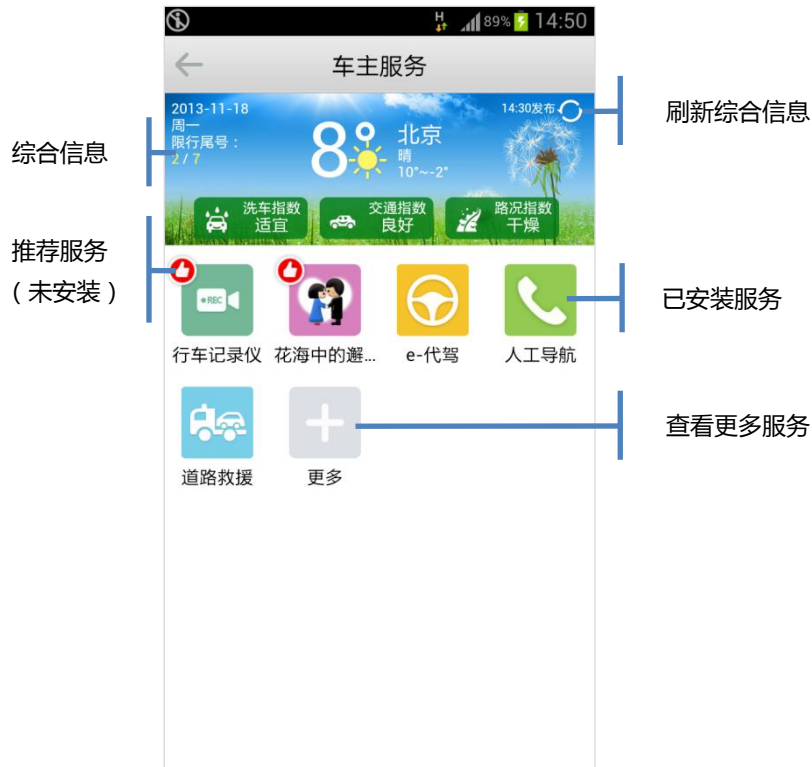 H 89% 14:50
车主服务
2013-11-18
周一
限行尾号：
2 / 7
8°
北京
晴
10°~-2°
14:30发布
洗车指数
适宜
交通指数
良好
路况指数
干燥
REC
行车记录仪
花海中的邂...
e-代驾
人工导航
道路救援
更多
综合信息
推荐服务
（未安装）
刷新综合信息
已安装服务
查看更多服务